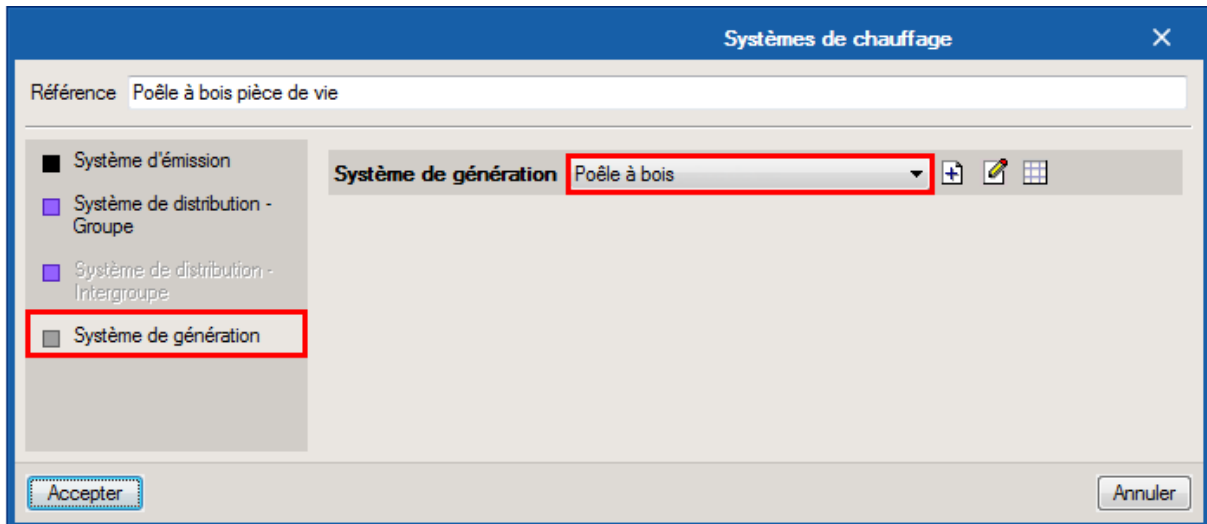 Systèmes de chauffage
Référence Poêle à bois pièce de vie
Système d'émission
Système de distribution -
Groupe
Système de distribution -
Intergroupe
Système de génération
Système de génération Poêle à bois
Accepter
Annuler